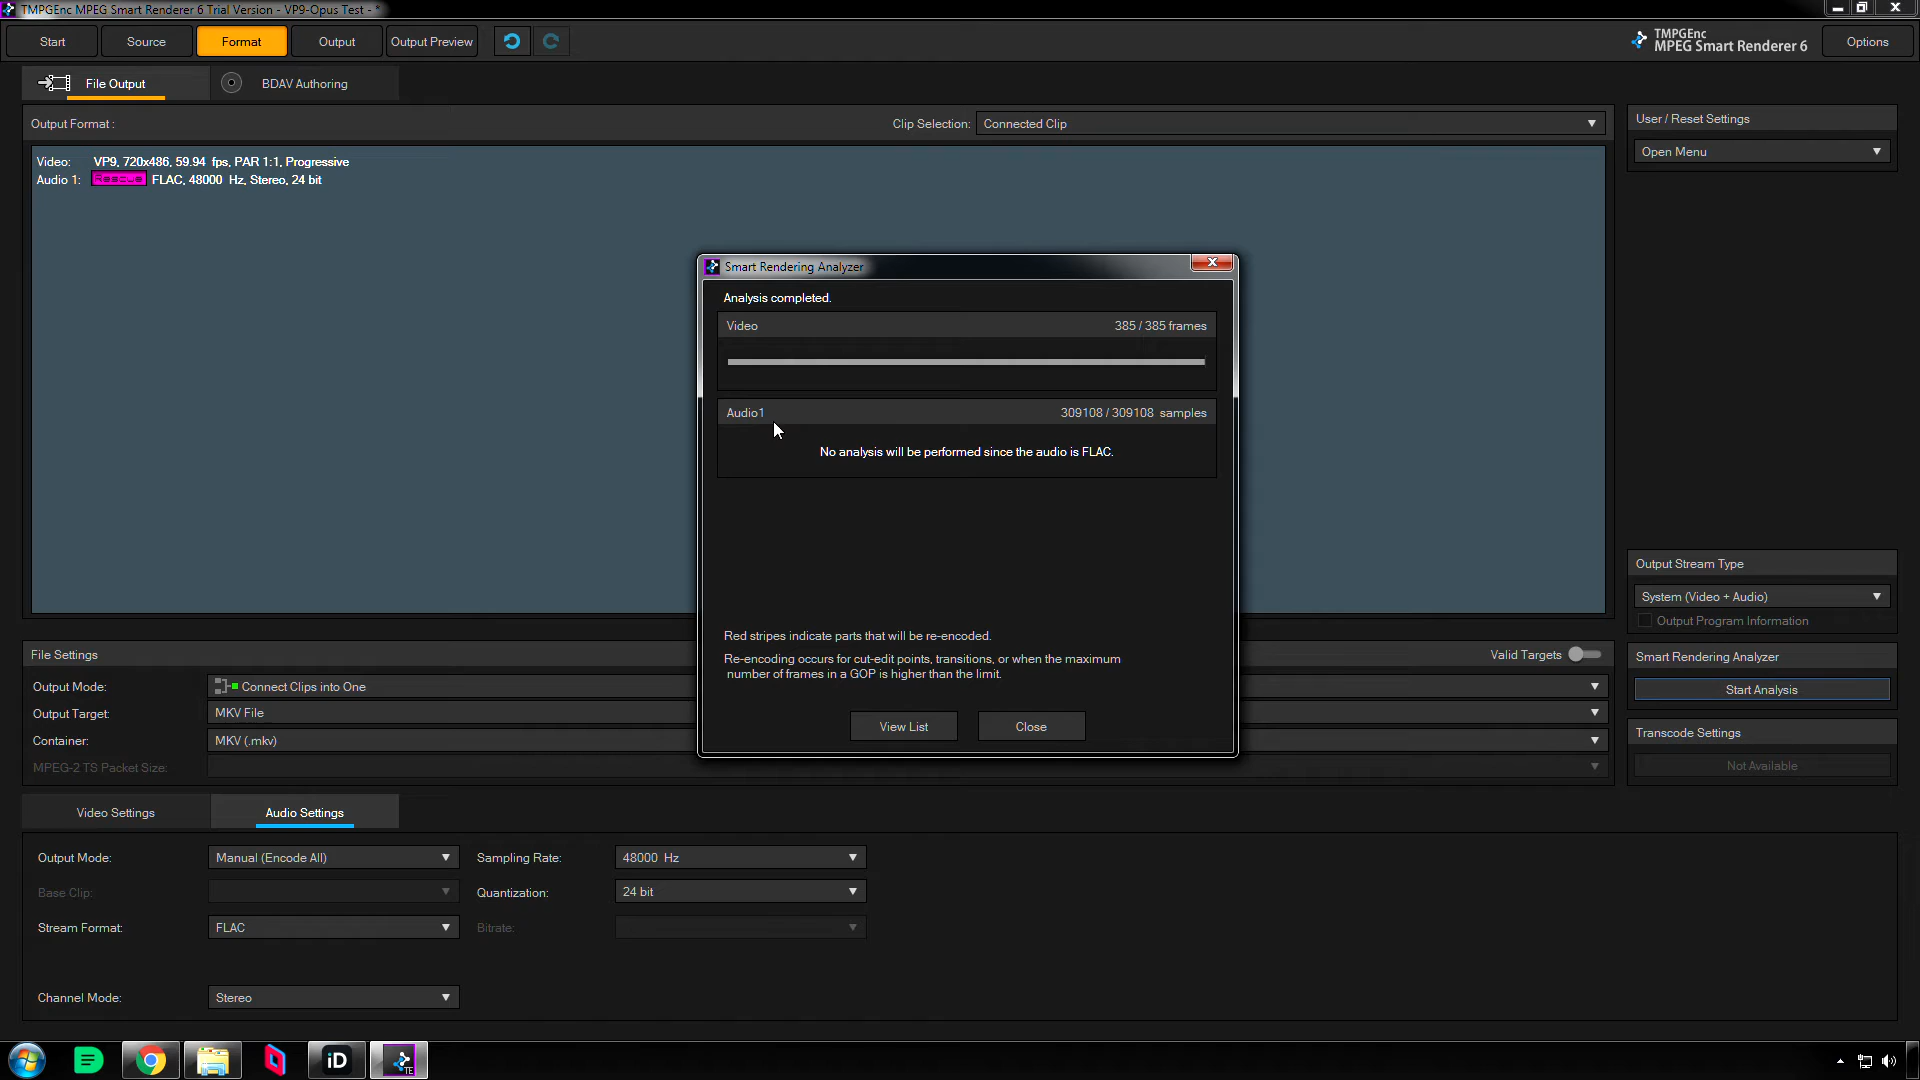 TMPGEnc MPEG Smart Renderer 6 Trial Version - VP9-Opus Test - *
Start
Source
Format
Output
Output Preview
TMPGEnc
MPEG Smart Renderer 6
Options
File Output
BDAV Authoring
Output Format :
Clip Selection: Connected Clip
User / Reset Settings
Open Menu
Video: VP9, 720x486, 59.94 fps, PAR 1:1, Progressive
Audio 1: Rescue FLAC, 48000 Hz, Stereo, 24 bit
Smart Rendering Analyzer
Analysis completed.
Video 385 / 385 frames
Audio1 309108 / 309108 samples
No analysis will be performed since the audio is FLAC.
Red stripes indicate parts that will be re-encoded.
Re-encoding occurs for cut-edit points, transitions, or when the maximum
number of frames in a GOP is higher than the limit.
View List
Close
Output Stream Type
System (Video + Audio)
Output Program Information
File Settings
Valid Targets
Smart Rendering Analyzer
Start Analysis
Output Mode: Connect Clips into One
Output Target: MKV File
Container: MKV (.mkv)
MPEG-2 TS Packet Size:
Transcode Settings
Not Available
Video Settings
Audio Settings
Output Mode: Manual (Encode All)
Sampling Rate: 48000 Hz
Base Clip:
Quantization: 24 bit
Stream Format: FLAC
Bitrate:
Channel Mode: Stereo
iD
TE